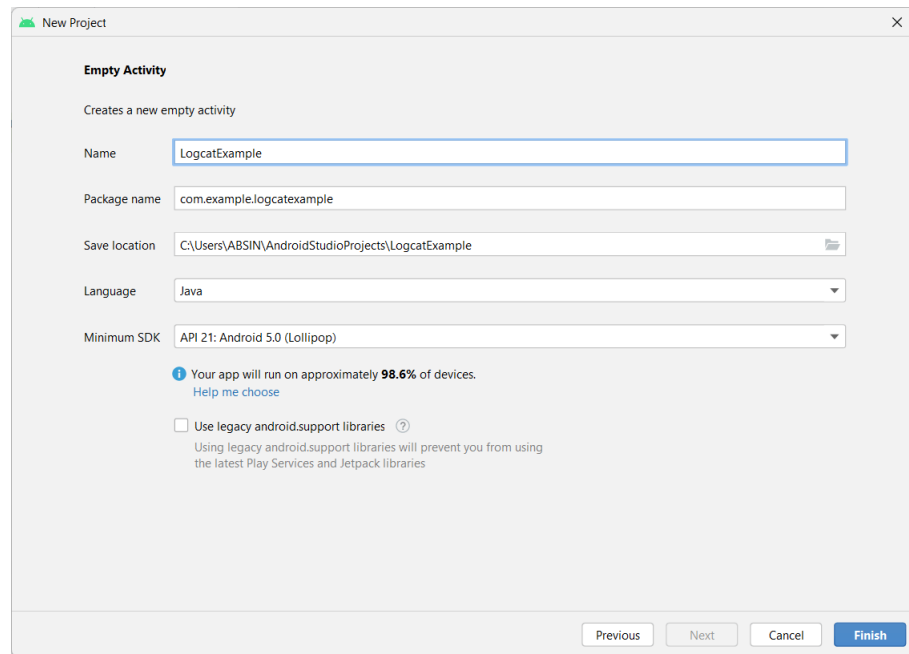 New Project
Empty Activity
Creates a new empty activity
Name LogcatExample
Package name com.example.logcatexample
Save location C:\Users\ABSIN\AndroidStudioProjects\LogcatExample
Language Java
Minimum SDK API 21: Android 5.0 (Lollipop)
Your app will run on approximately 98.6% of devices.
Help me choose
Use legacy android.support libraries ?
Using legacy android.support libraries will prevent you from using
the latest Play Services and Jetpack libraries
Previous Next Cancel Finish